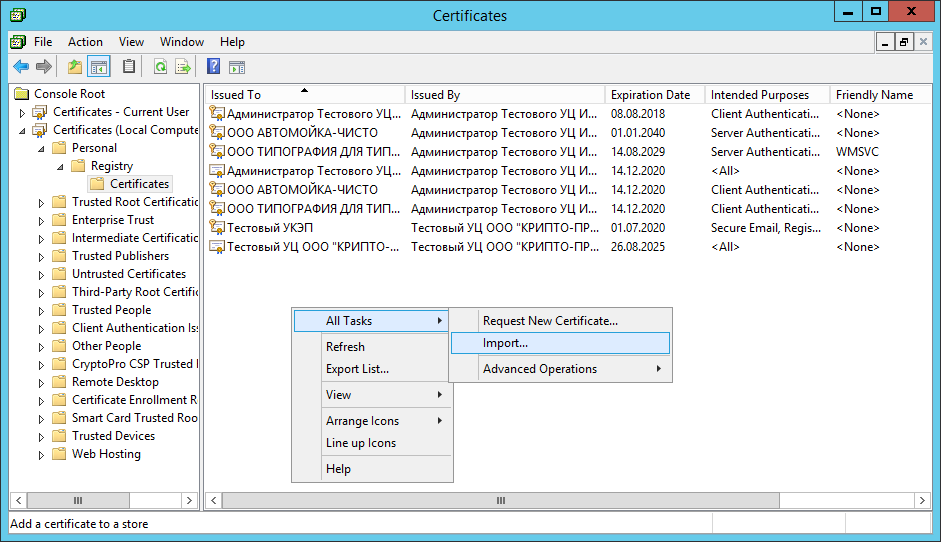 Certificates
File Action View Window Help
Console Root
Certificates - Current User
Certificates (Local Compute
Personal
Registry
Certificates
Trusted Root Certificatio
Enterprise Trust
Intermediate Certificatio
Trusted Publishers
Untrusted Certificates
Third-Party Root Certific
Trusted People
Client Authentication Iss
Other People
CryptoPro CSP Trusted I
Remote Desktop
Certificate Enrollment R
Smart Card Trusted Roo
Trusted Devices
Web Hosting
Issued To Issued By Expiration Date Intended Purposes Friendly Name
Администратор Тестового УЦ... Администратор Тестового УЦ И... 08.08.2018 Client Authenticati... <None>
ООО АВТОМОЙКА-ЧИСТО Администратор Тестового УЦ И... 01.01.2040 Server Authenticati... <None>
ООО ТИПОГРАФИЯ ДЛЯ ТИП... Администратор Тестового УЦ И... 14.08.2029 Server Authenticati... WMSVC
Администратор Тестового УЦ... Администратор Тестового УЦ И... 14.12.2020 <All> <None>
ООО АВТОМОЙКА-ЧИСТО Администратор Тестового УЦ И... 14.12.2020 Client Authenticati... <None>
ООО ТИПОГРАФИЯ ДЛЯ ТИП... Администратор Тестового УЦ И... 14.12.2020 Client Authenticati... <None>
Тестовый УКЭП Тестовый УЦ ООО "КРИПТО-ПР... 01.07.2020 Secure Email, Regis... <None>
Тестовый УЦ ООО "КРИПТО-... Тестовый УЦ ООО "КРИПТО-ПР... 26.08.2025 <All> <None>
All Tasks
Refresh
Export List...
View
Arrange Icons
Line up Icons
Help
Request New Certificate...
Import...
Advanced Operations
Add a certificate to a store